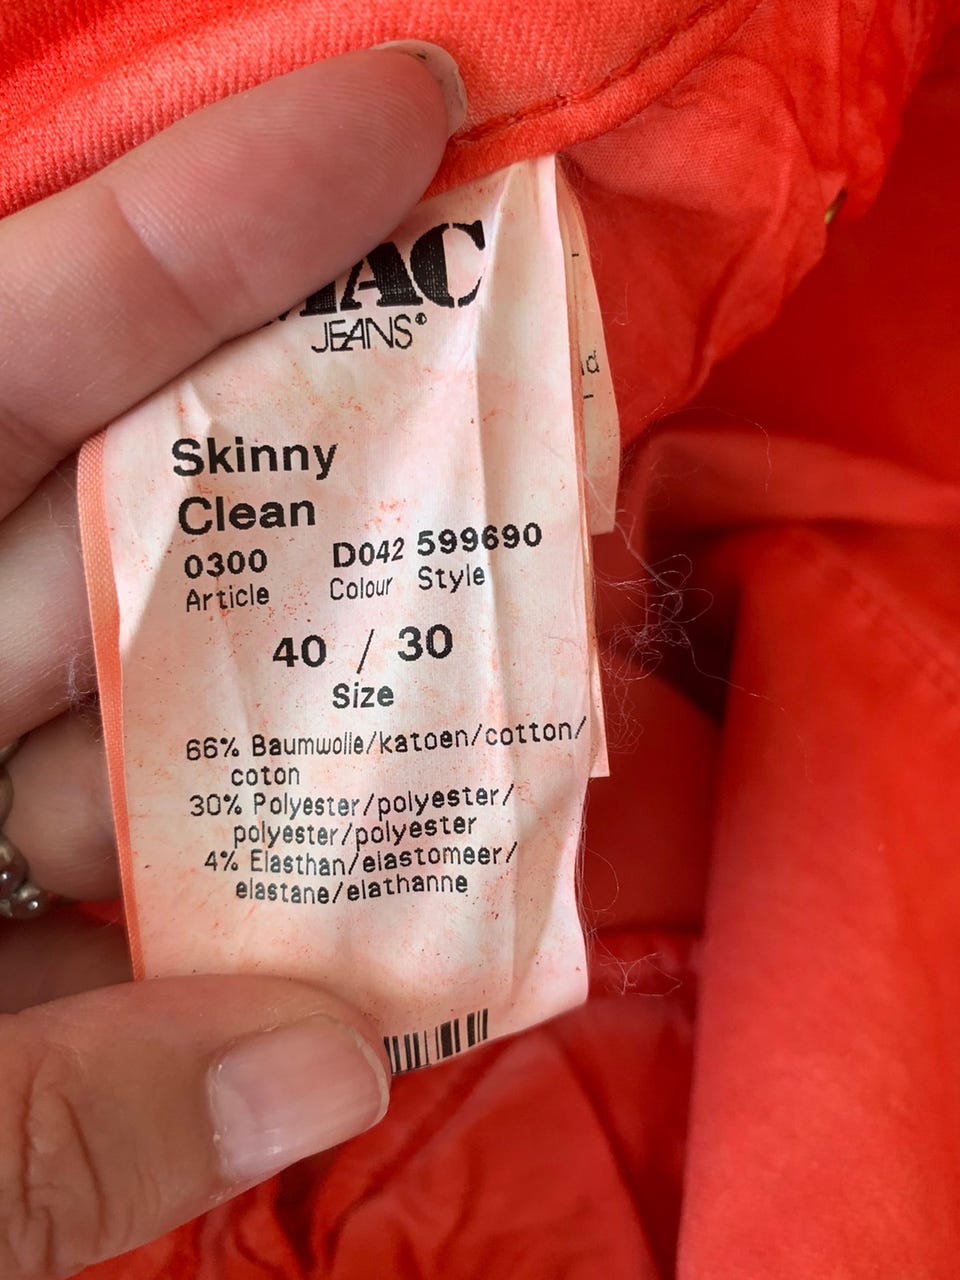 MAC
JEANS®
Skinny
Clean
0300 D042 599690
Article Colour Style
40 / 30
Size
66% Baumwolle/katoen/cotton/
coton
30% Polyester/polyester/
polyester/polyester
4% Elasthan/elastomeer/
elastane/elathanne